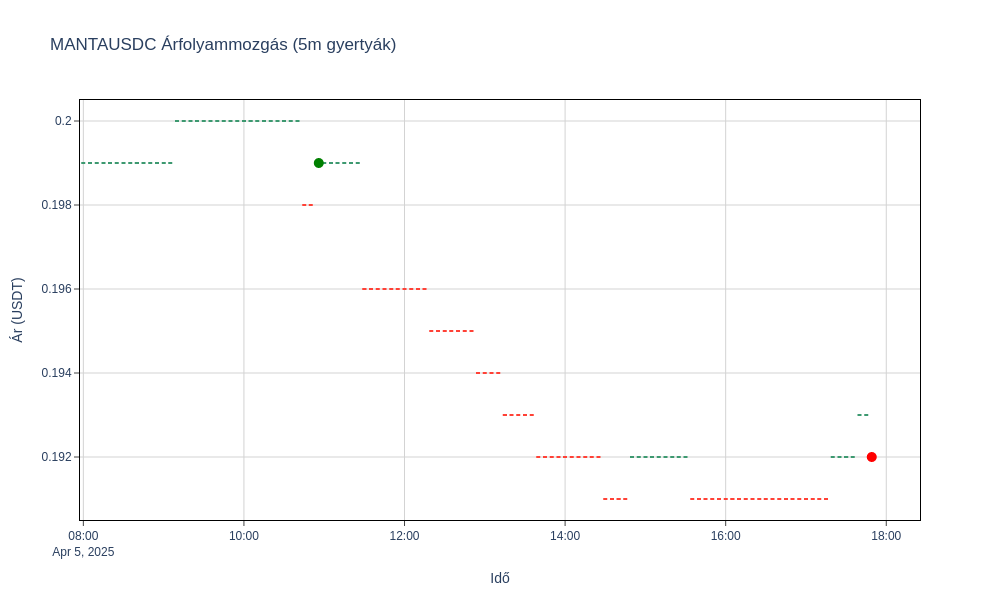 MANTAUSDC Árfolyammozgás (5m gyertyák)
0.2
0.198
0.196
0.194
0.192
Ár (USDT)
08:00
10:00
12:00
14:00
16:00
18:00
Apr 5, 2025
Idő